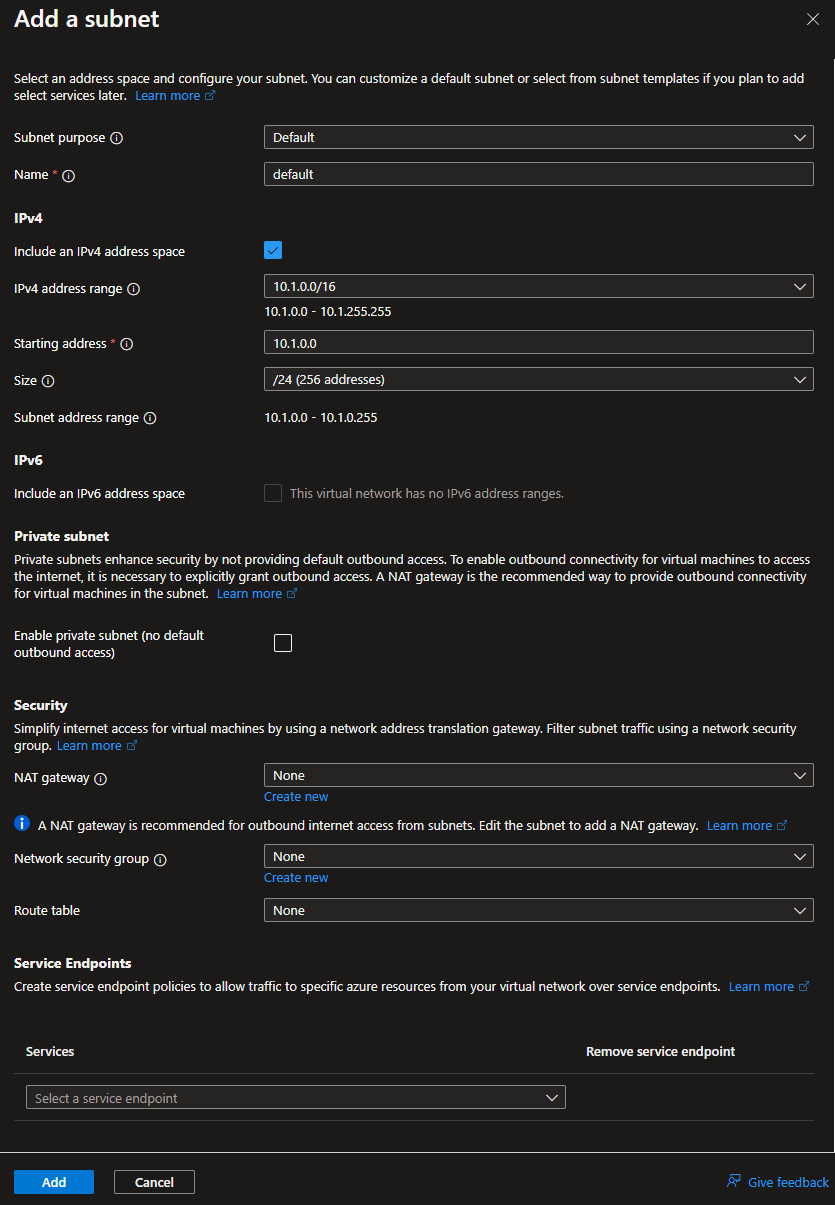 Add a subnet
Select an address space and configure your subnet. You can customize a default subnet or select from subnet templates if you plan to add
select services later. Learn more
Subnet purpose
Default
Name *
default
IPv4
Include an IPv4 address space
IPv4 address range
10.1.0.0/16
10.1.0.0 - 10.1.255.255
Starting address *
10.1.0.0
Size
/24 (256 addresses)
Subnet address range
10.1.0.0 - 10.1.0.255
IPv6
Include an IPv6 address space
This virtual network has no IPv6 address ranges.
Private subnet
Private subnets enhance security by not providing default outbound access. To enable outbound connectivity for virtual machines to access
the internet, it is necessary to explicitly grant outbound access. A NAT gateway is the recommended way to provide outbound connectivity
for virtual machines in the subnet. Learn more
Enable private subnet (no default
outbound access)
Security
Simplify internet access for virtual machines by using a network address translation gateway. Filter subnet traffic using a network security
group. Learn more
NAT gateway
None
Create new
A NAT gateway is recommended for outbound internet access from subnets. Edit the subnet to add a NAT gateway. Learn more
Network security group
None
Create new
Route table
None
Service Endpoints
Create service endpoint policies to allow traffic to specific azure resources from your virtual network over service endpoints. Learn more
Services
Remove service endpoint
Select a service endpoint
Add
Cancel
Give feedback